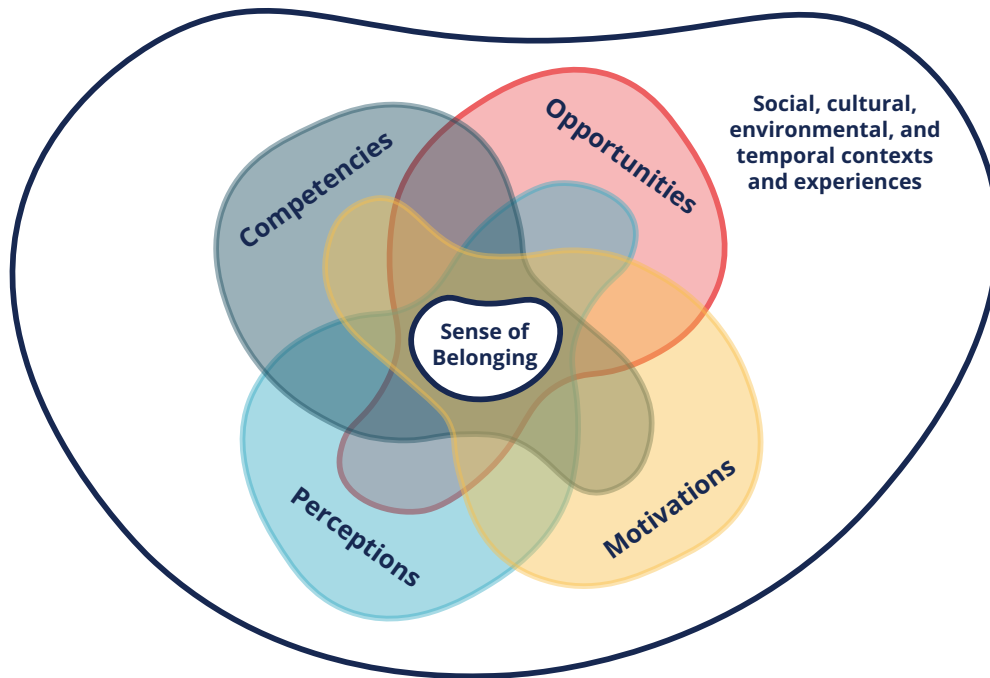 Competencies
Opportunities
Social, cultural,
environmental, and
temporal contexts
and experiences
Sense of
Belonging
Perceptions
Motivations